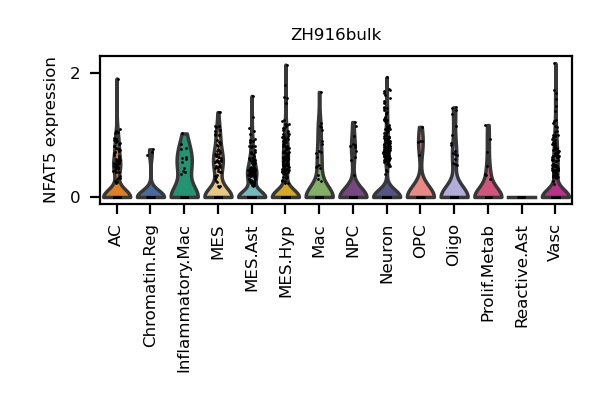 ZH916bulk
NFAT5 expression
2
0
AC
Chromatin.Reg
Inflammatory.Mac
MES
MES.Ast
MES.Hyp
Mac
NPC
Neuron
OPC
Oligo
Prolif.Metab
Reactive.Ast
Vasc